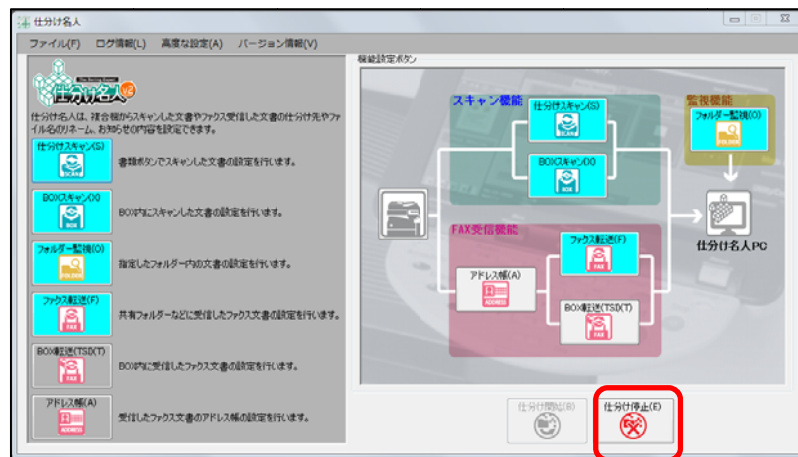 仕分け名人
ファイル(F) ログ情報(L) 高度な設定(A) バージョン情報(V)
The Sorting Expert
仕分け名人V2
仕分け名人は、複合機からスキャンした文書やファクス受信した文書の仕分け先やファ
イル名のリネーム、お知らせの内容を設定できます。
仕分けスキャン(S)
SCAN
書類ボタンでスキャンした文書の設定を行います。
BOXスキャン(X)
BOX
BOX内にスキャンした文書の設定を行います。
フォルダー監視(O)
FOLDER
指定したフォルダー内の文書の設定を行います。
ファクス転送(F)
FAX
共有フォルダーなどに受信したファクス文書の設定を行います。
BOX転送(TSI)(T)
FAX
BOX内に受信したファクス文書の設定を行います。
アドレス帳(A)
ADDRESS
受信したファクス文書のアドレス帳の設定を行います。
機能設定ボタン
スキャン機能
仕分けスキャン(S)
SCAN
BOXスキャン(X)
BOX
監視機能
フォルダー監視(O)
FOLDER
仕分け名人PC
FAX受信機能
ファクス転送(F)
FAX
アドレス帳(A)
ADDRESS
BOX転送(TSI)(T)
FAX
仕分け開始(B)
仕分け停止(E)